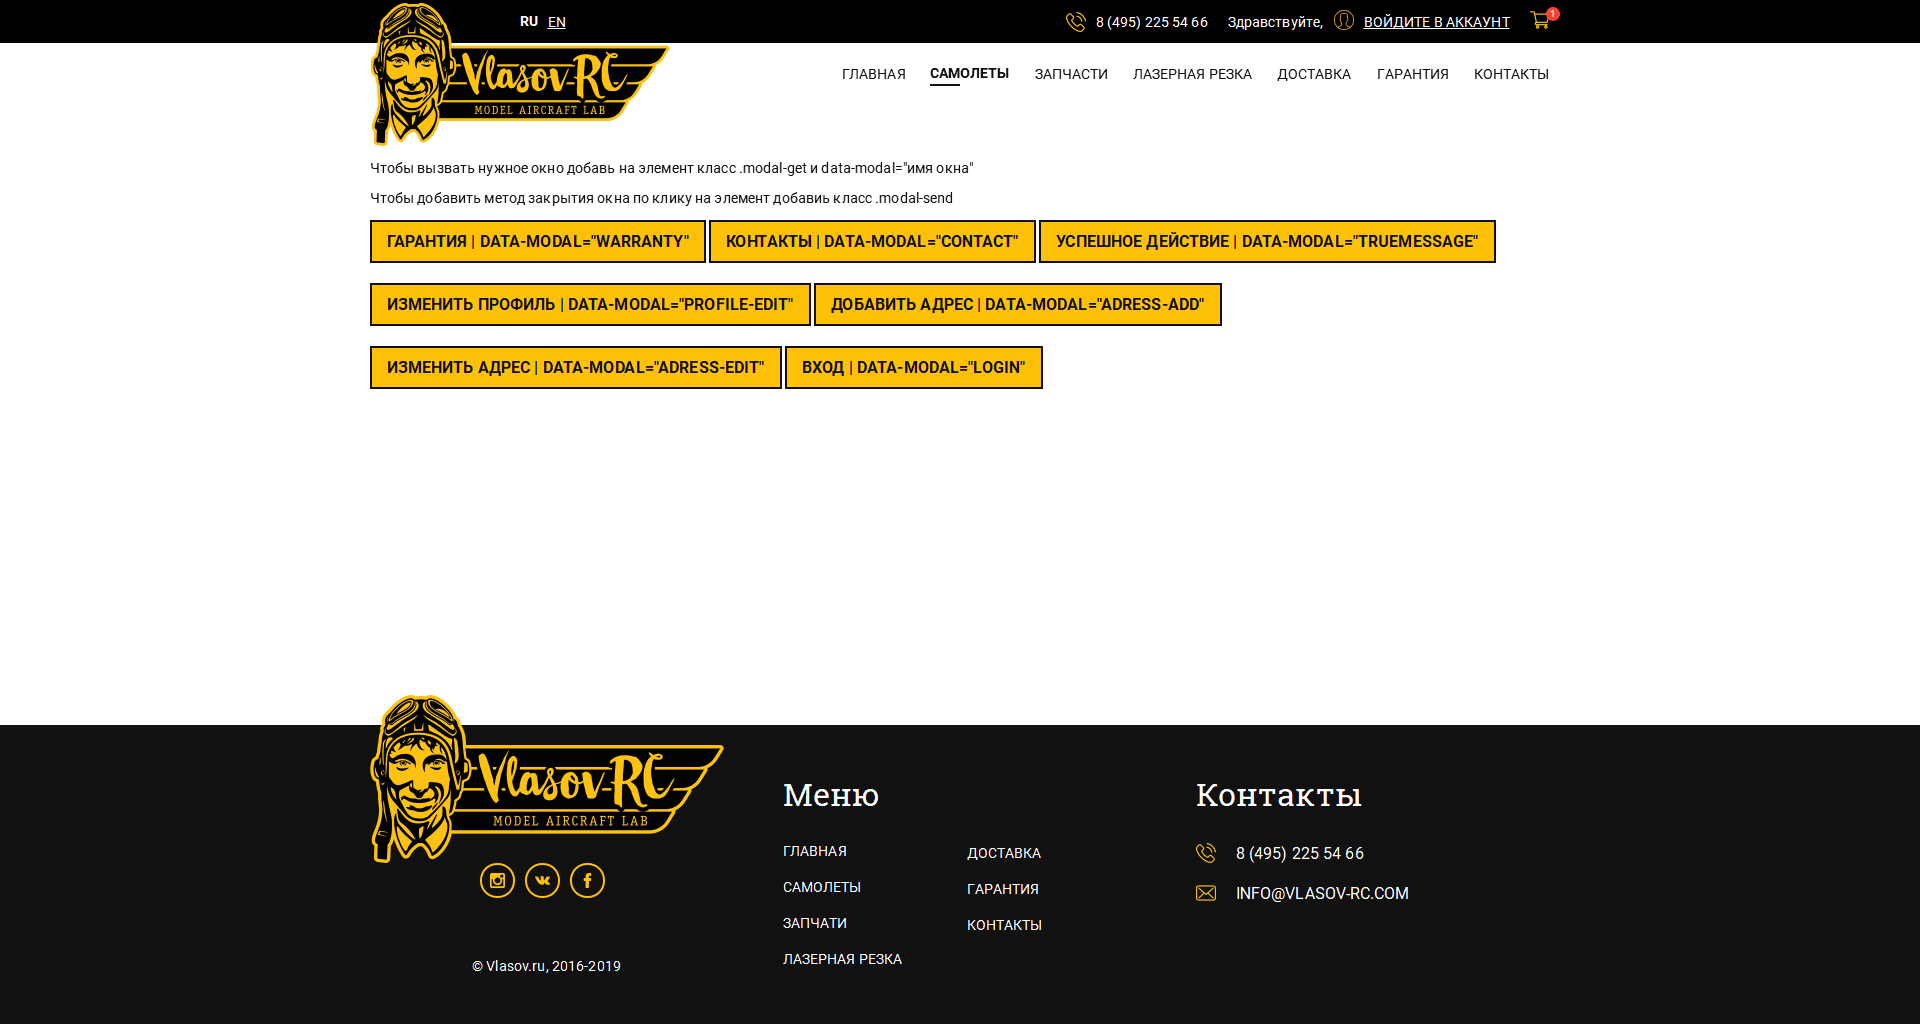 RU EN
8 (495) 225 54 66 Здравствуйте, ВОЙДИТЕ В АККАУНТ 1
Vlasov RC
MODEL AIRCRAFT LAB
ГЛАВНАЯ САМОЛЕТЫ ЗАПЧАСТИ ЛАЗЕРНАЯ РЕЗКА ДОСТАВКА ГАРАНТИЯ КОНТАКТЫ
Чтобы вызвать нужное окно добавь на элемент класс .modal-get и data-modal="имя окна"
Чтобы добавить метод закрытия окна по клику на элемент добавиь класс .modal-send
ГАРАНТИЯ | DATA-MODAL="WARRANTY" КОНТАКТЫ | DATA-MODAL="CONTACT" УСПЕШНОЕ ДЕЙСТВИЕ | DATA-MODAL="TRUEMESSAGE"
ИЗМЕНИТЬ ПРОФИЛЬ | DATA-MODAL="PROFILE-EDIT" ДОБАВИТЬ АДРЕС | DATA-MODAL="ADRESS-ADD"
ИЗМЕНИТЬ АДРЕС | DATA-MODAL="ADRESS-EDIT" ВХОД | DATA-MODAL="LOGIN"
Vlasov RC
MODEL AIRCRAFT LAB
© Vlasov.ru, 2016-2019
Меню
ГЛАВНАЯ
САМОЛЕТЫ
ЗАПЧАТИ
ЛАЗЕРНАЯ РЕЗКА
ДОСТАВКА
ГАРАНТИЯ
КОНТАКТЫ
Контакты
8 (495) 225 54 66
INFO@VLASOV-RC.COM